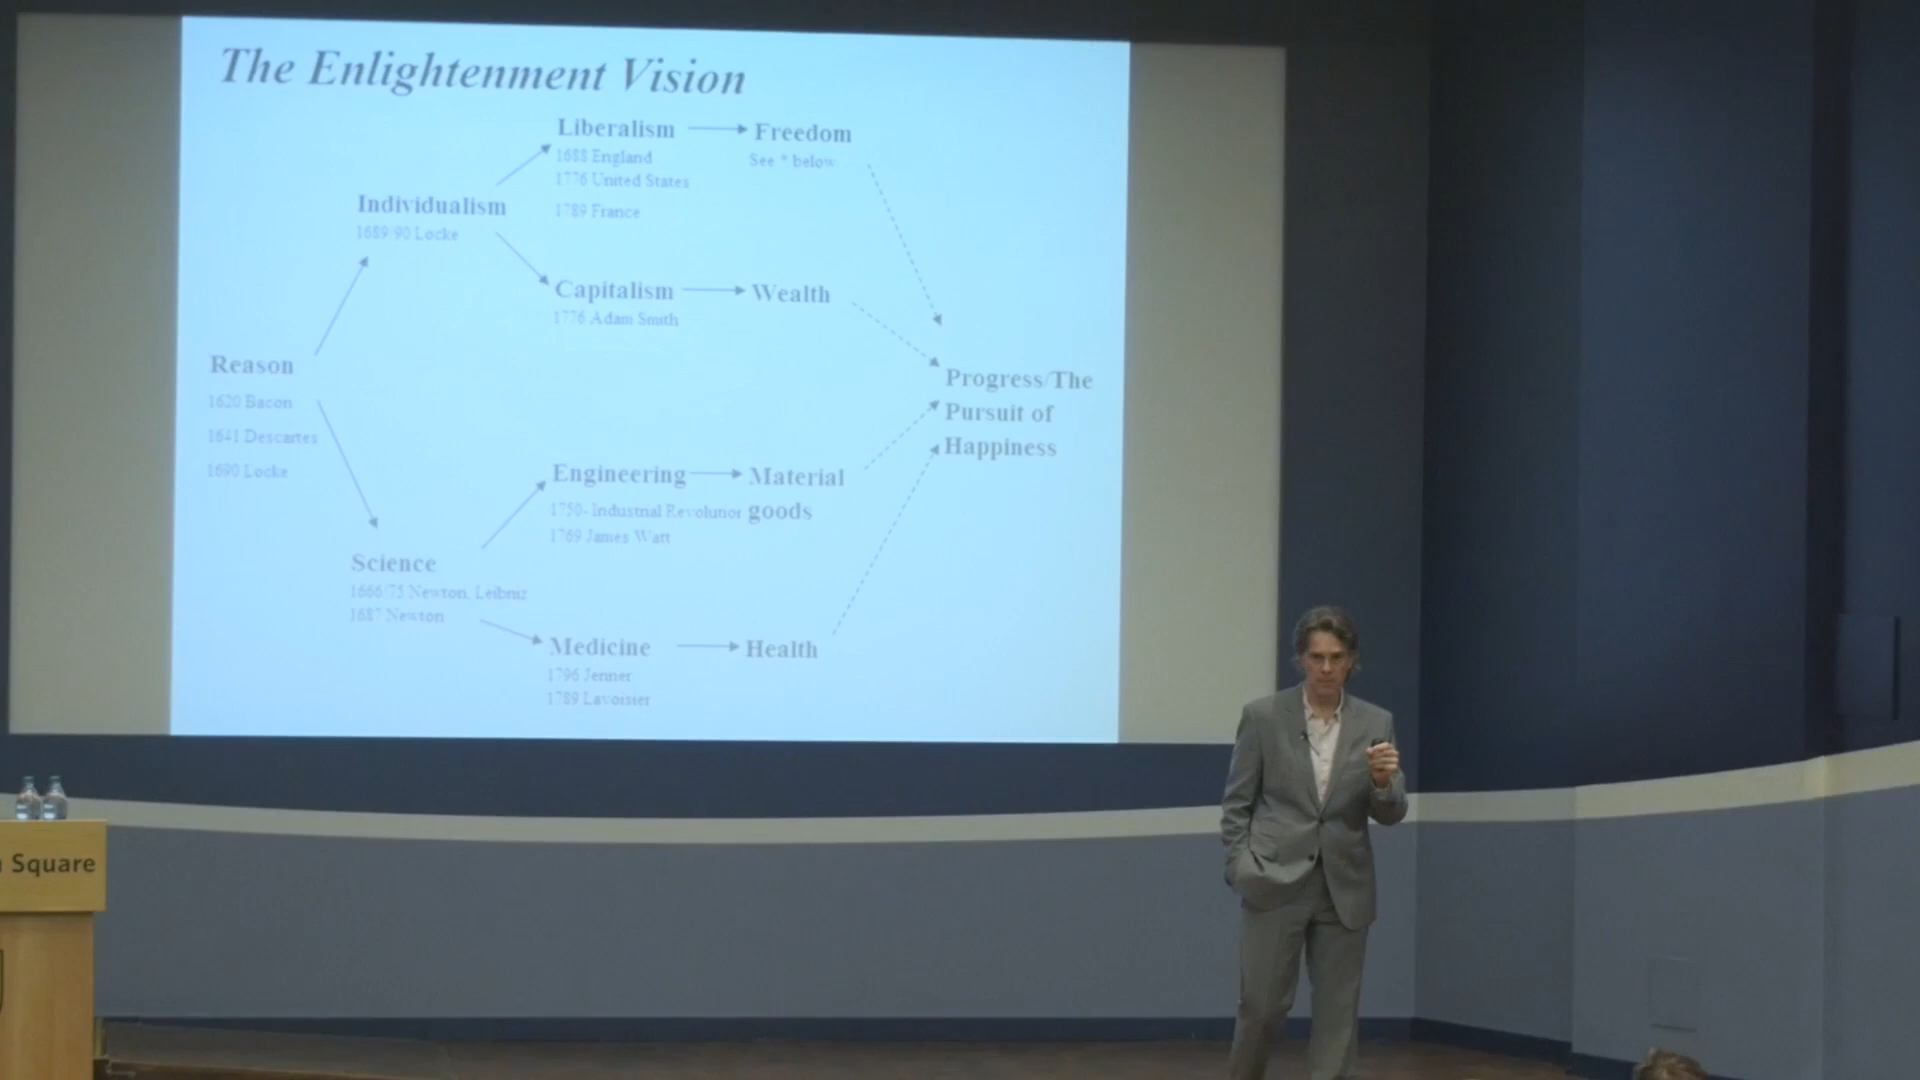 The Enlightenment Vision
Liberalism
1688 England
1776 United States
1789 France
Freedom
See * below
Individualism
1689/90 Locke
Capitalism
1776 Adam Smith
Wealth
Reason
1620 Bacon
1641 Descartes
1690 Locke
Progress/The
Pursuit of
Happiness
Engineering
1750- Industrial Revolution
1769 James Watt
Material
goods
Science
1666/75 Newton, Leibniz
1687 Newton
Medicine
1796 Jenner
1789 Lavoisier
Health
Square